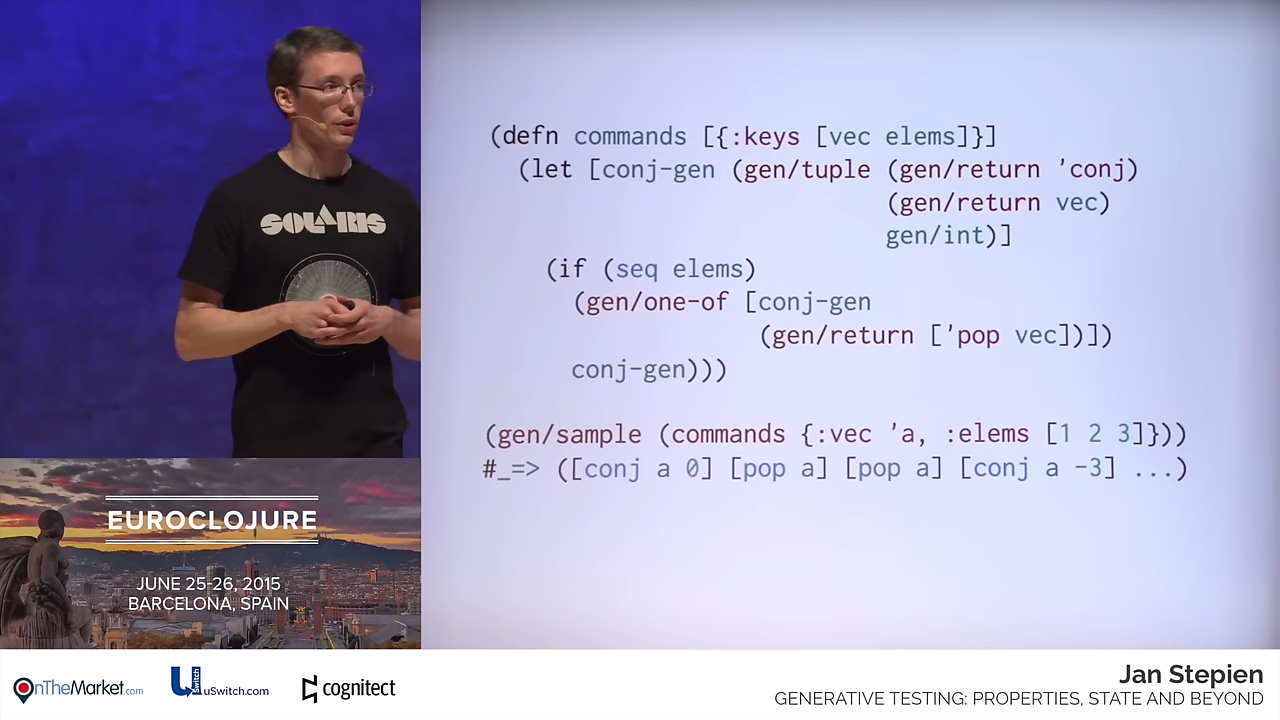 SOLARIS
(defn commands [{:keys [vec elems]}]
(let [conj-gen (gen/tuple (gen/return 'conj)
(gen/return vec)
gen/int)]
(if (seq elems)
(gen/one-of [conj-gen
(gen/return ['pop vec])])
conj-gen)))
(gen/sample (commands {:vec 'a, :elems [1 2 3]}))
#_=> ([conj a 0] [pop a] [pop a] [conj a -3] ...)
EUROCLOJURE
JUNE 25-26, 2015
BARCELONA, SPAIN
OnTheMarket.com
USwitch uSwitch.com
cognitect
Jan Stepien
GENERATIVE TESTING: PROPERTIES, STATE AND BEYOND